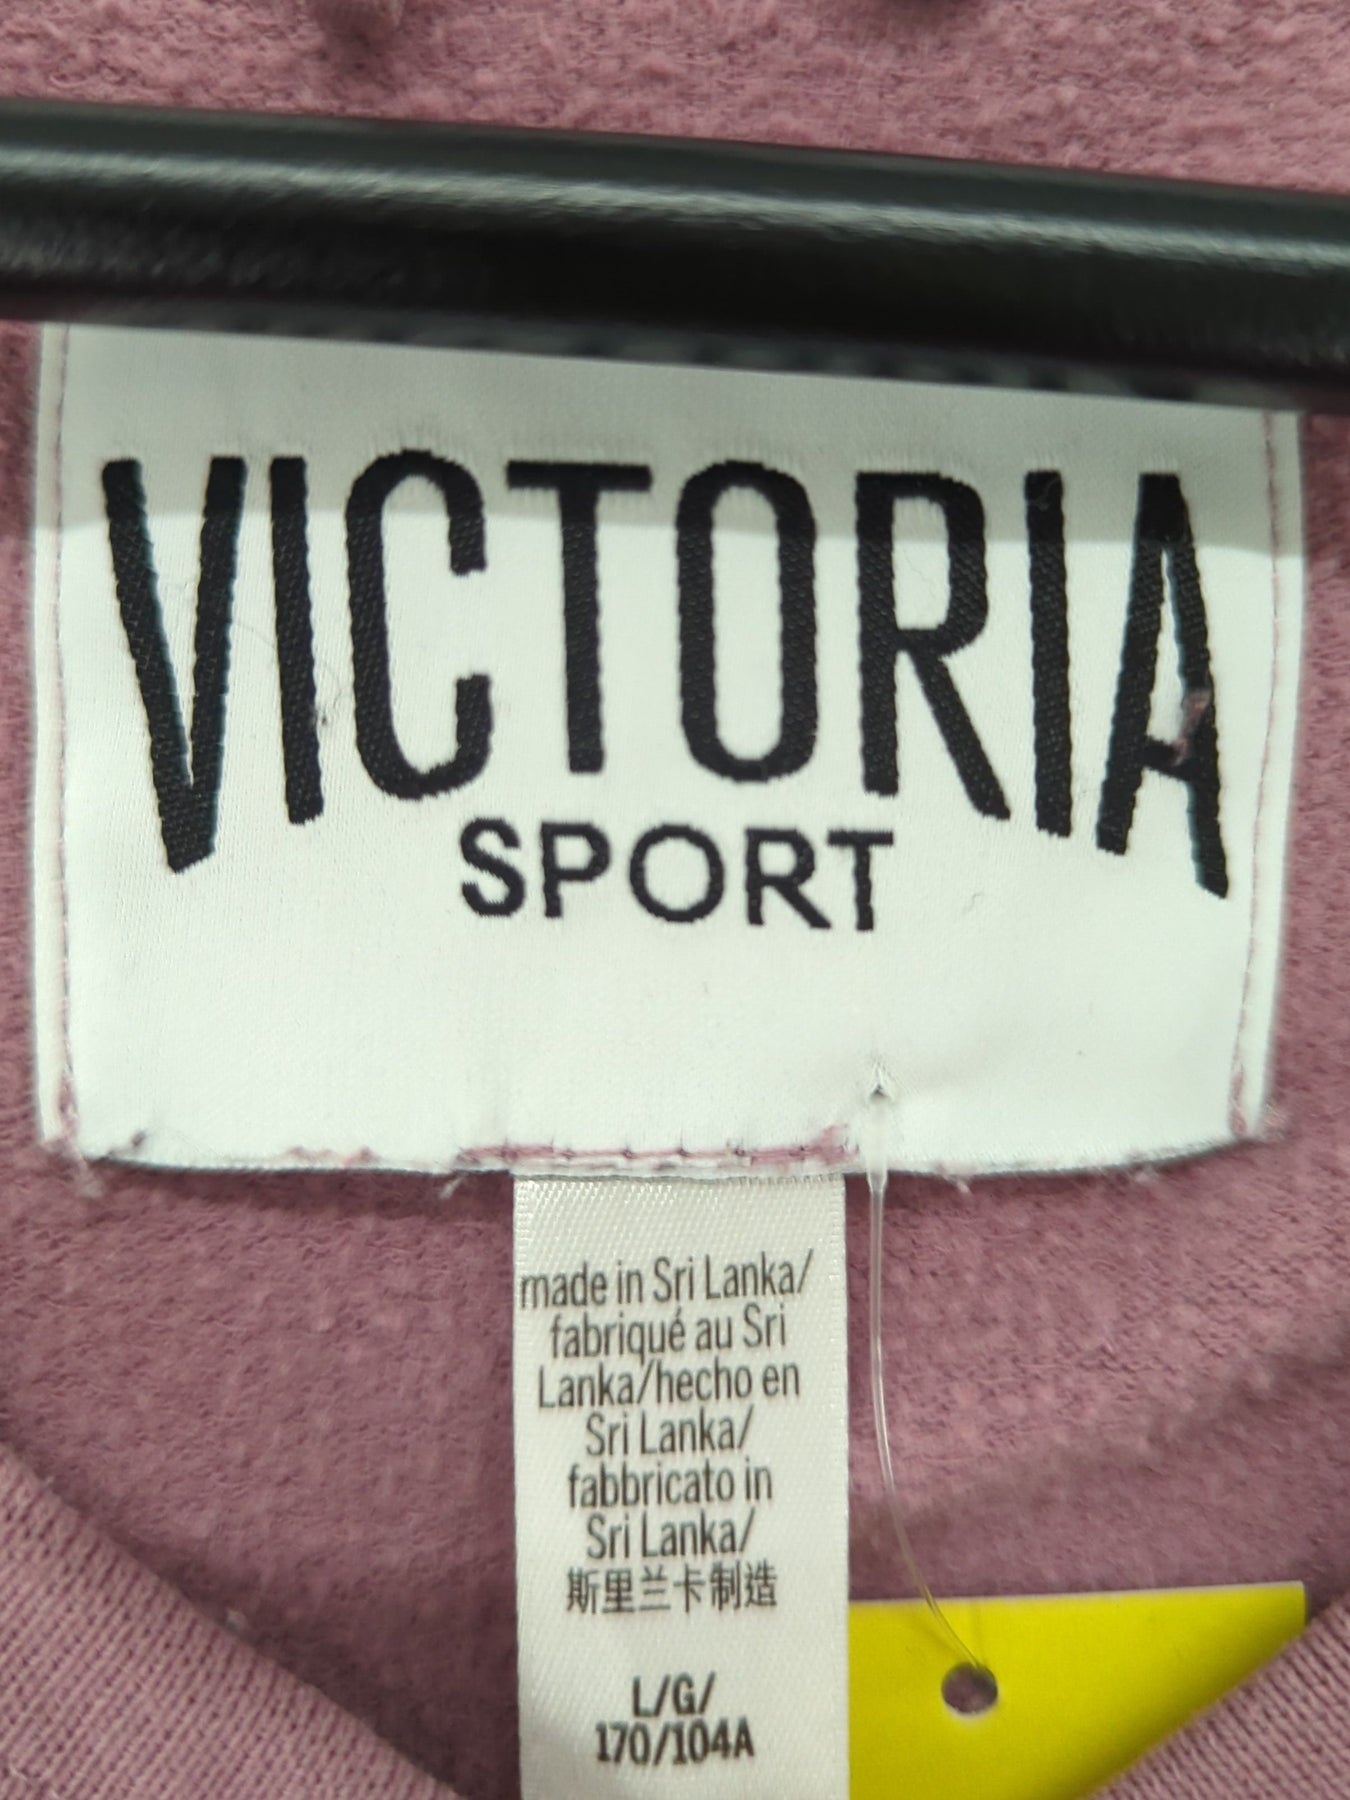 VICTORIA
SPORT
made in Sri Lanka/
fabriqué au Sri
Lanka/hecho en
Sri Lanka/
fabbricato in
Sri Lanka/
斯里兰卡制造
L/G/
170/104A